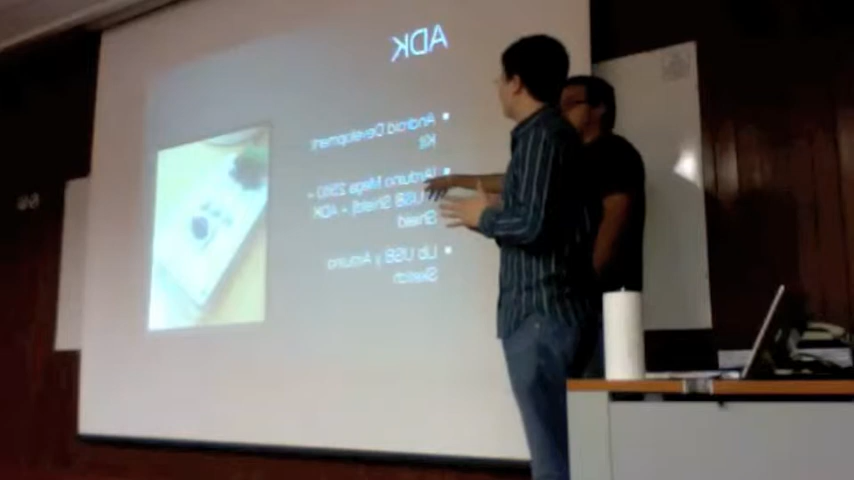 ADK
Android Development
Kit
Arduino Mega 2560 +
USB Shield) - ADK
Shield
Lib USB y Arduino
Sketch